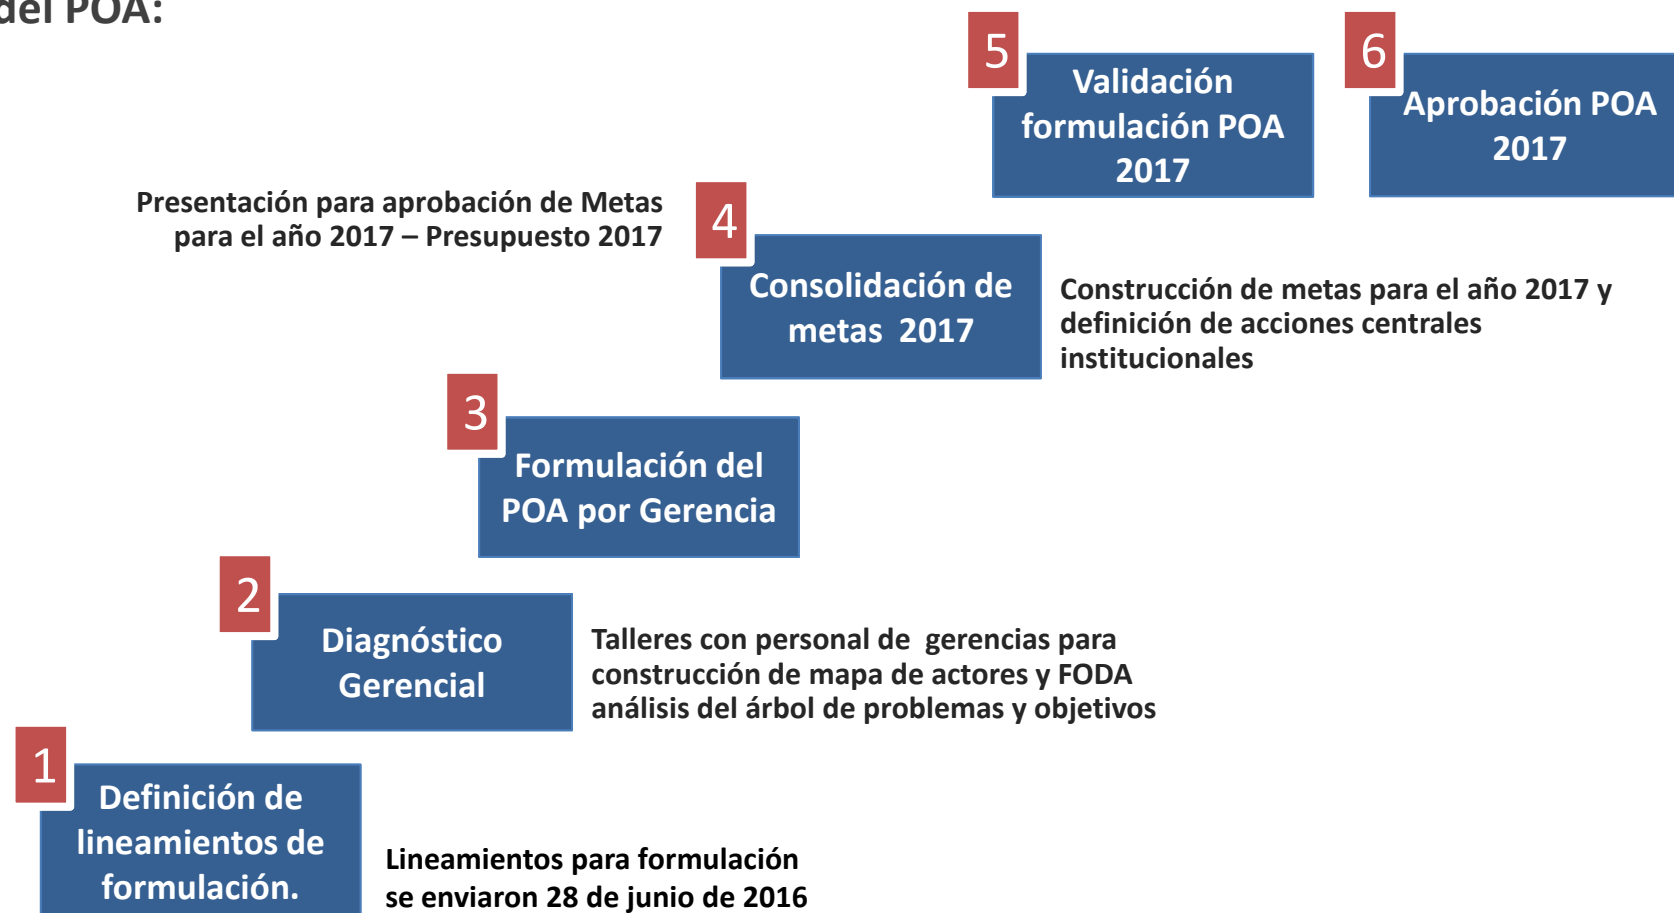 del POA:
5
Validación
formulación POA
2017
6
Aprobación POA
2017
Presentación para aprobación de Metas
para el año 2017 – Presupuesto 2017
4
Consolidación de
metas 2017
Construcción de metas para el año 2017 y
definición de acciones centrales
institucionales
3
Formulación del
POA por Gerencia
2
Diagnóstico
Gerencial
Talleres con personal de gerencias para
construcción de mapa de actores y FODA
análisis del árbol de problemas y objetivos
1
Definición de
lineamientos de
formulación.
Lineamientos para formulación
se enviaron 28 de junio de 2016